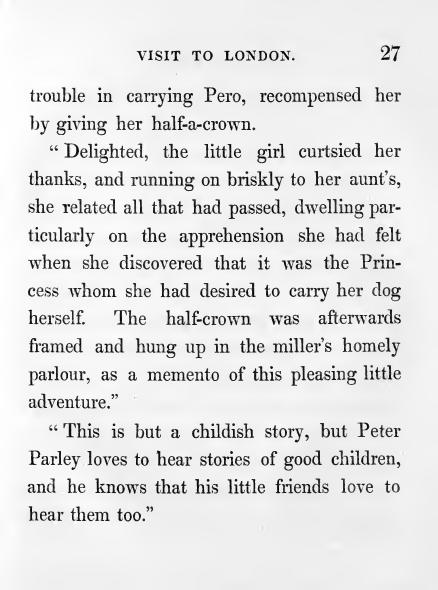 VISIT TO LONDON. 27
trouble in carrying Pero, recompensed her
by giving her half-a-crown.
“ Delighted, the little girl curtsied her
thanks, and running on briskly to her aunt’s,
she related all that had passed, dwelling par-
ticularly on the apprehension she had felt
when she discovered that it was the Prin-
cess whom she had desired to carry her dog
herself. The half-crown was afterwards
framed and hung up in the miller’s homely
parlour, as a memento of this pleasing little
adventure.”
“ This is but a childish story, but Peter
Parley loves to hear stories of good children,
and he knows that his little friends love to
hear them too.”